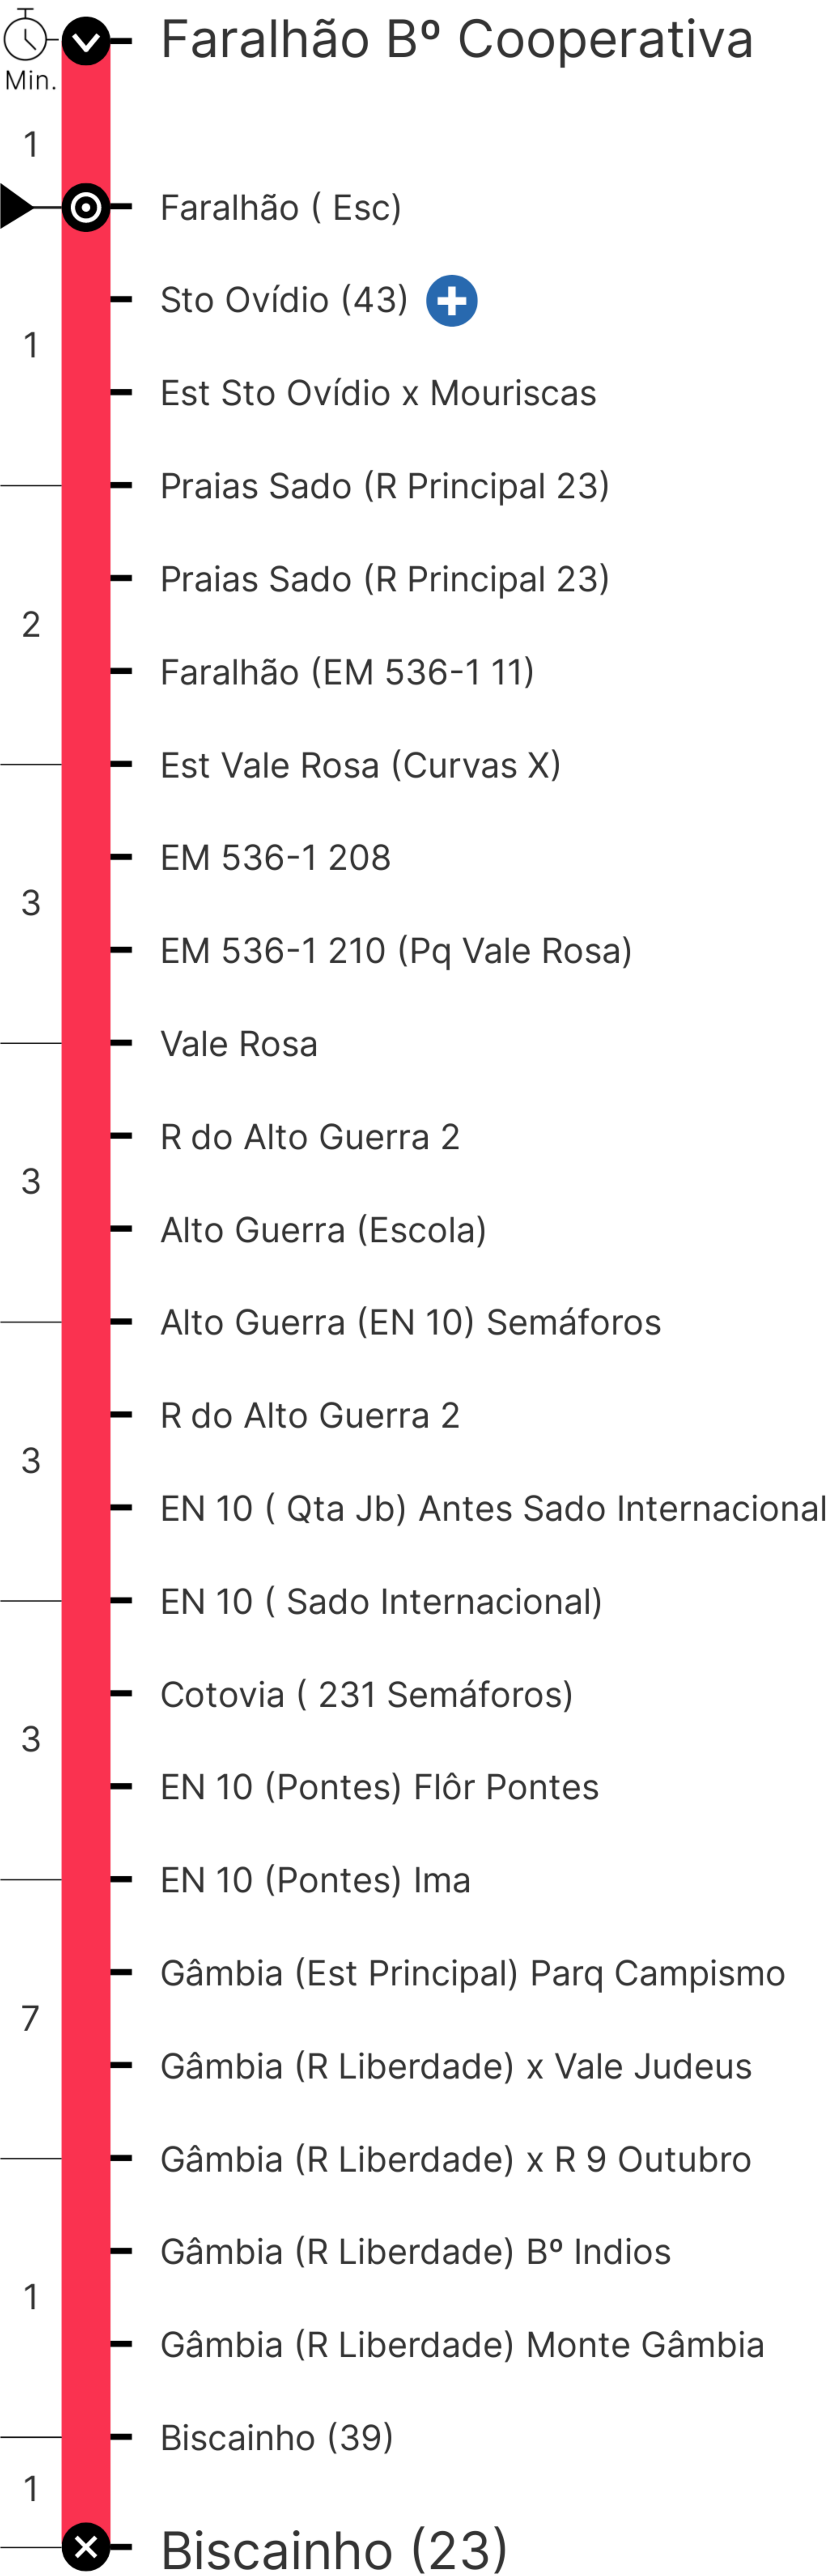 Faralhão Bº Cooperativa
Min.
1
Faralhão ( Esc)
Sto Ovídio (43)
1
Est Sto Ovídio x Mouriscas
Praias Sado (R Principal 23)
Praias Sado (R Principal 23)
2
Faralhão (EM 536-1 11)
Est Vale Rosa (Curvas X)
EM 536-1 208
3
EM 536-1 210 (Pq Vale Rosa)
Vale Rosa
R do Alto Guerra 2
3
Alto Guerra (Escola)
Alto Guerra (EN 10) Semáforos
R do Alto Guerra 2
3
EN 10 ( Qta Jb) Antes Sado Internacional
EN 10 ( Sado Internacional)
Cotovia ( 231 Semáforos)
3
EN 10 (Pontes) Flôr Pontes
EN 10 (Pontes) Ima
Gâmbia (Est Principal) Parq Campismo
7
Gâmbia (R Liberdade) x Vale Judeus
Gâmbia (R Liberdade) x R 9 Outubro
Gâmbia (R Liberdade) Bº Indios
1
Gâmbia (R Liberdade) Monte Gâmbia
Biscainho (39)
1
Biscainho (23)